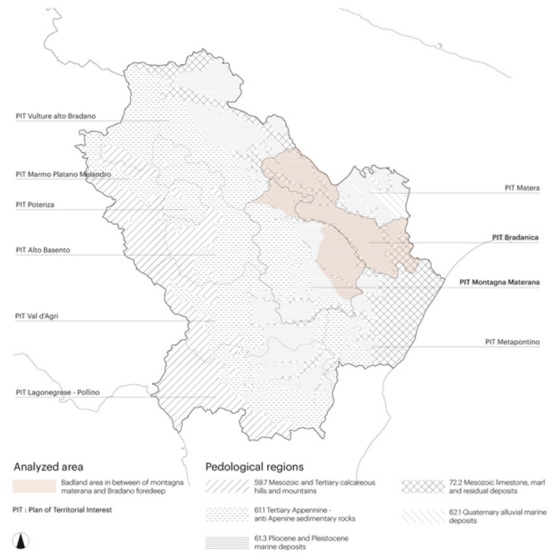 PIT Vulture alto Bradano
PIT Marmo Platano Melandro
PIT Potenza
PIT Alto Basento
PIT Val d'Agri
PIT Lagonegrese - Pollino
PIT Matera
PIT Bradanica
PIT Montagna Materana
PIT Metapontino
Analyzed area
Badland area in between of montagna
materana and Bradano foredeep
PIT : Plan of Territorial Interest
Pedological regions
59.7 Mesozoic and Tertiary calcareous
hills and mountains
61.1 Tertiary Appennine -
anti Apenine sedimentary rocks
61.3 Pliocene and Pleistocene
marine deposits
72.2 Mesozoic limestone, marl
and residual deposits
62.1 Quaternary alluvial marine
deposits